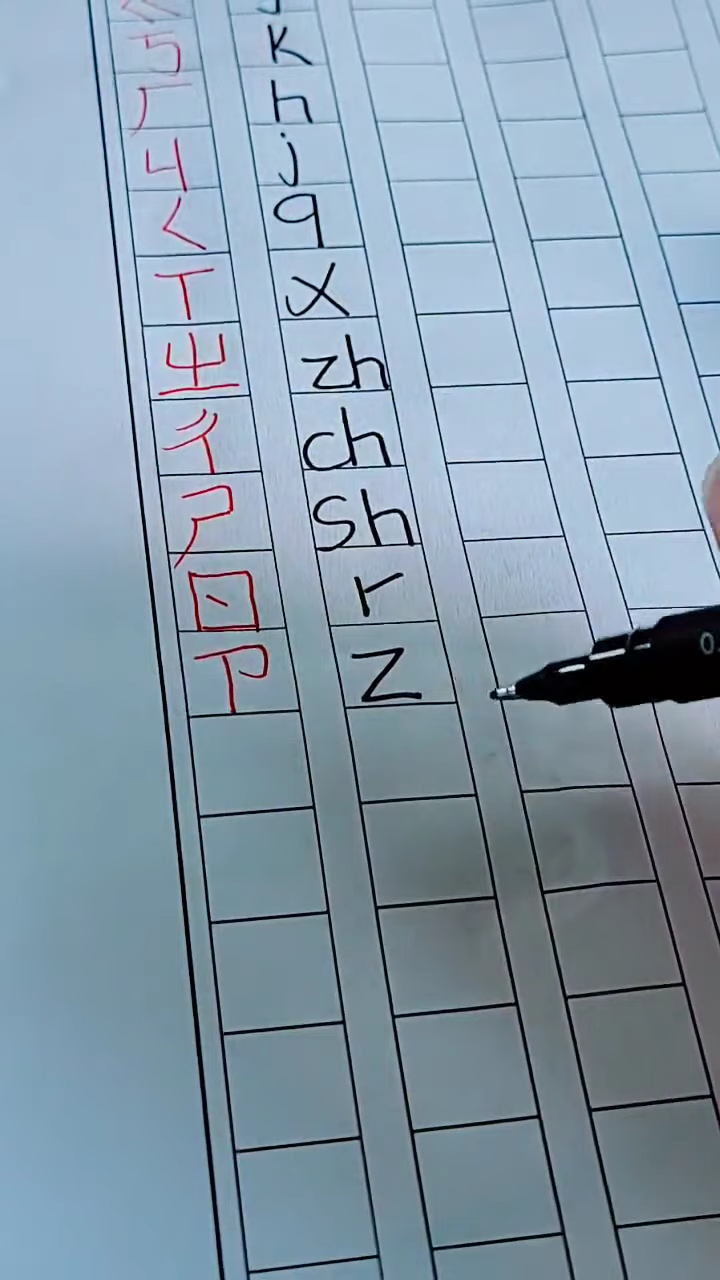 ㄎ k
ㄏ h
ㄐ j
ㄑ q
ㄒ x
ㄓ zh
ㄔ ch
ㄕ sh
ㄖ r
ㄗ z